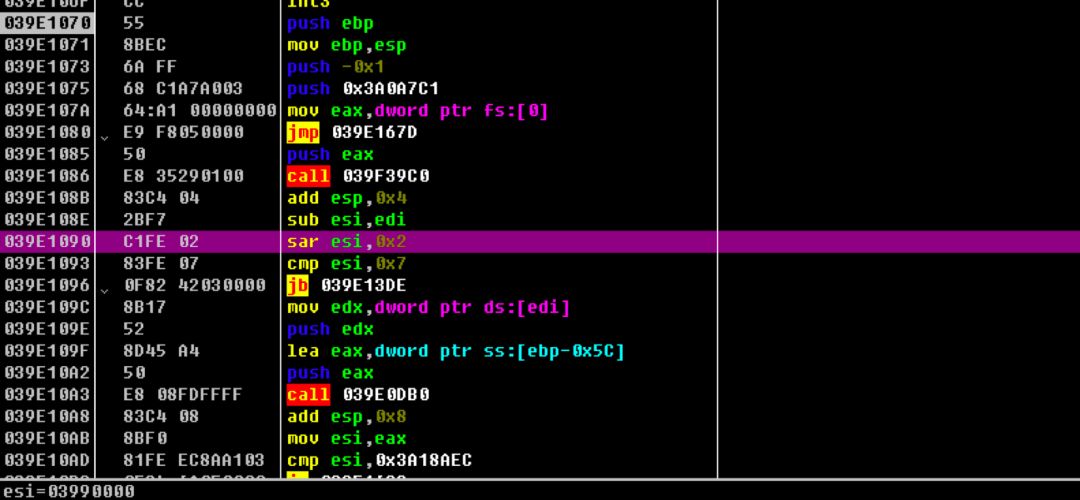 039E106F CC int3
039E1070 55 push ebp
039E1071 8BEC mov ebp,esp
039E1073 6A FF push -0x1
039E1075 68 C1A7A003 push 0x3A0A7C1
039E107A 64:A1 00000000 mov eax,dword ptr fs:[0]
039E1080 E9 F8050000 jmp 039E167D
039E1085 50 push eax
039E1086 E8 35290100 call 039F39C0
039E108B 83C4 04 add esp,0x4
039E108E 2BF7 sub esi,edi
039E1090 C1FE 02 sar esi,0x2
039E1093 83FE 07 cmp esi,0x7
039E1096 0F82 42030000 jb 039E13DE
039E109C 8B17 mov edx,dword ptr ds:[edi]
039E109E 52 push edx
039E109F 8D45 A4 lea eax,dword ptr ss:[ebp-0x5C]
039E10A2 50 push eax
039E10A3 E8 08FDFFFF call 039E0DB0
039E10A8 83C4 08 add esp,0x8
039E10AB 8BF0 mov esi,eax
039E10AD 81FE EC8AA103 cmp esi,0x3A18AEC
esi=03990000